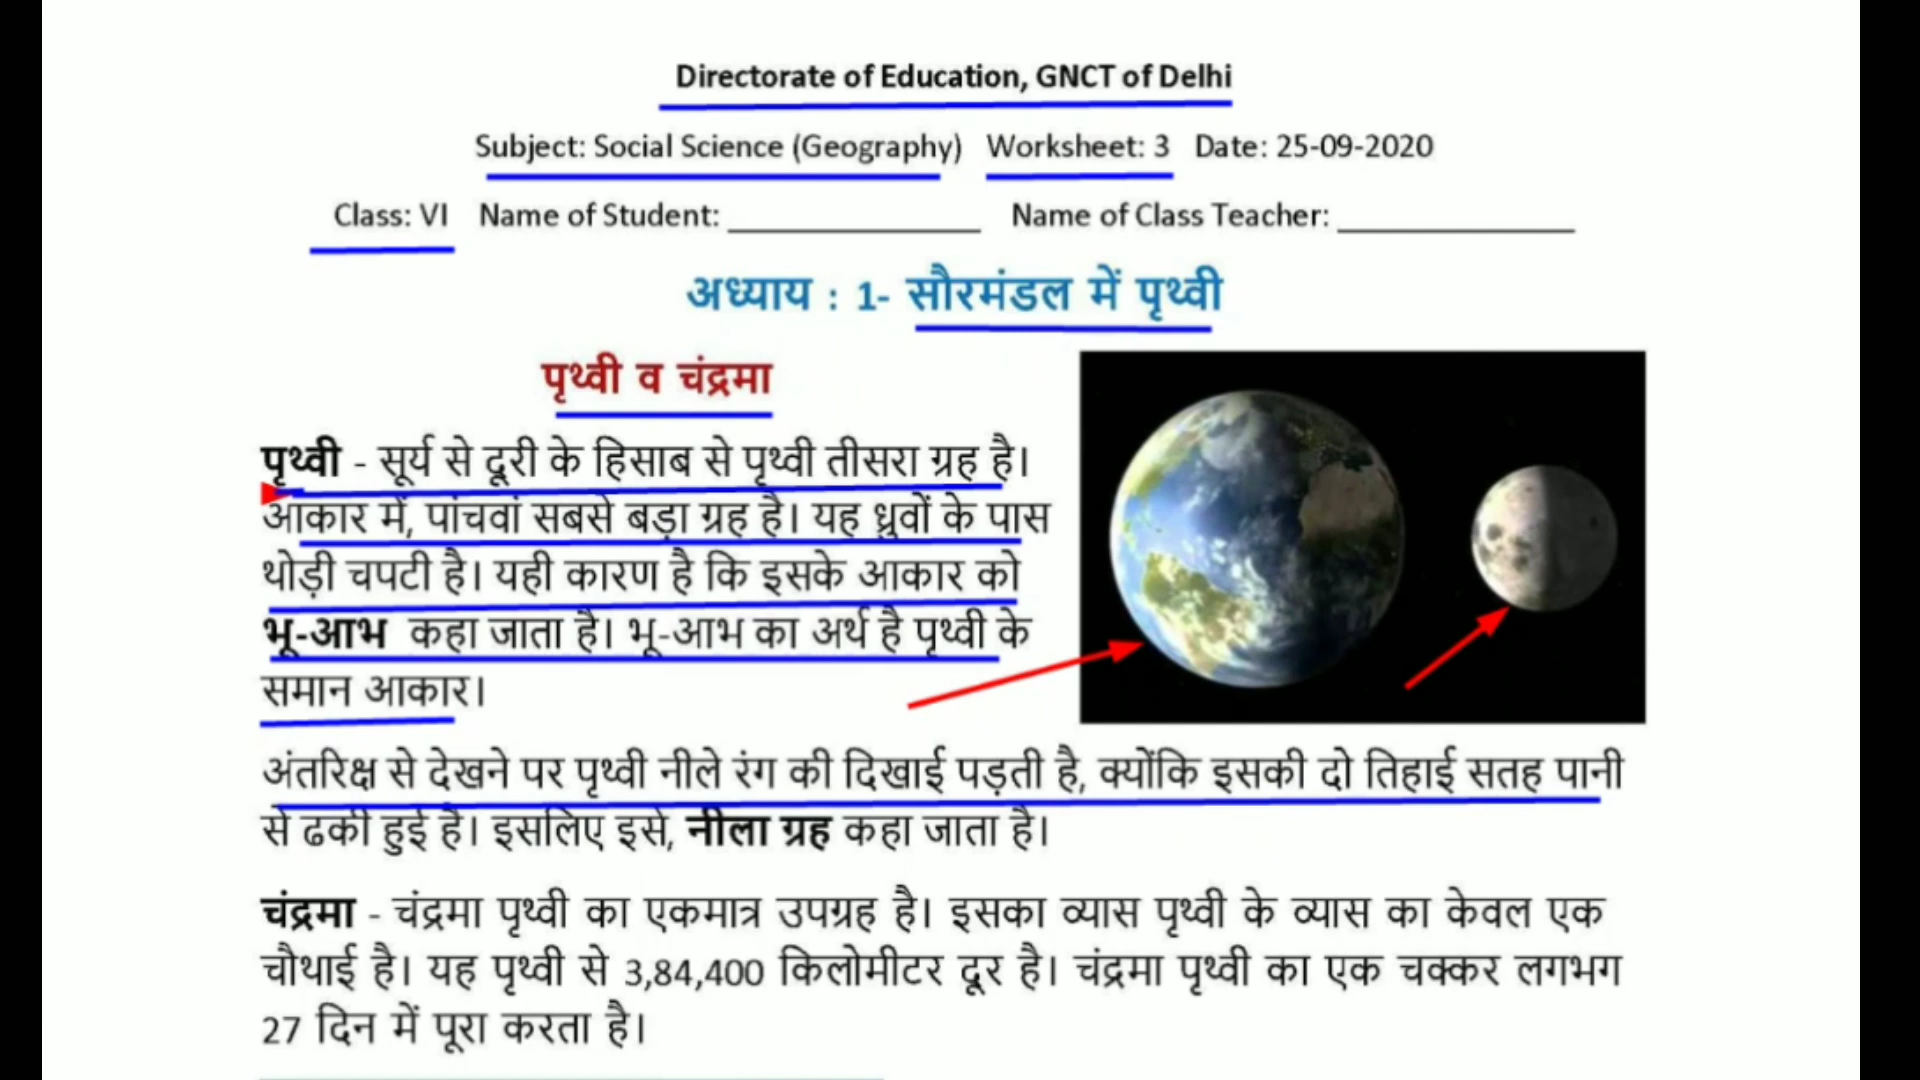 Directorate of Education, GNCT of Delhi
Subject: Social Science (Geography) Worksheet: 3 Date: 25-09-2020
Class: VI Name of Student: ________________ Name of Class Teacher: _______________
अध्याय : 1- सौरमंडल में पृथ्वी
पृथ्वी व चंद्रमा
पृथ्वी - सूर्य से दूरी के हिसाब से पृथ्वी तीसरा ग्रह है।
आकार में, पांचवां सबसे बड़ा ग्रह है। यह ध्रुवों के पास
थोड़ी चपटी है। यही कारण है कि इसके आकार को
भू-आभ कहा जाता है। भू-आभ का अर्थ है पृथ्वी के
समान आकार।
अंतरिक्ष से देखने पर पृथ्वी नीले रंग की दिखाई पड़ती है, क्योंकि इसकी दो तिहाई सतह पानी
से ढकी हुई है। इसलिए इसे, नीला ग्रह कहा जाता है।
चंद्रमा - चंद्रमा पृथ्वी का एकमात्र उपग्रह है। इसका व्यास पृथ्वी के व्यास का केवल एक
चौथाई है। यह पृथ्वी से 3,84,400 किलोमीटर दूर है। चंद्रमा पृथ्वी का एक चक्कर लगभग
27 दिन में पूरा करता है।